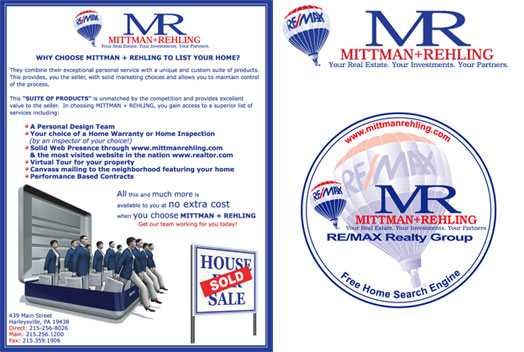 RE/MAX
MR
MITTMAN+REHLING
Your Real Estate. Your Investments. Your Partners.
WHY CHOOSE MITTMAN + REHLING TO LIST YOUR HOME?
They combine their exceptional personal service with a unique and custom suite of products.
This provides, you the seller, with solid marketing choices and allows you to maintain control
of the process.
This "SUITE OF PRODUCTS" is unmatched by the competition and provides excellent
value to the seller. In choosing MITTMAN + REHLING, you gain access to a superior list of
services including:
A Personal Design Team
Your choice of a Home Warranty or Home Inspection
(by an inspector of your choice!)
Solid Web Presence through www.mittmanrehling.com
& the most visited website in the nation www.realtor.com
Virtual Tour for your property
Canvass mailing to the neighborhood featuring your home
Performance Based Contracts
All this and much more is
available to you at no extra cost
when you choose MITTMAN + REHLING
Get our team working for you today!
HOUSE
FOR
SOLD
SALE
439 Main Street
Harleysville, PA 19438
Direct: 215-256-8026
Main: 215.256.1200
Fax: 215.359.1906
RE/MAX
MR
MITTMAN+REHLING
Your Real Estate. Your Investments. Your Partners.
www.mittmanrehling.com
RE/MAX
RE/MAX
MR
MITTMAN+REHLING
Your Real Estate. Your Investments. Your Partners
RE/MAX Realty Group
Free Home Search Engine